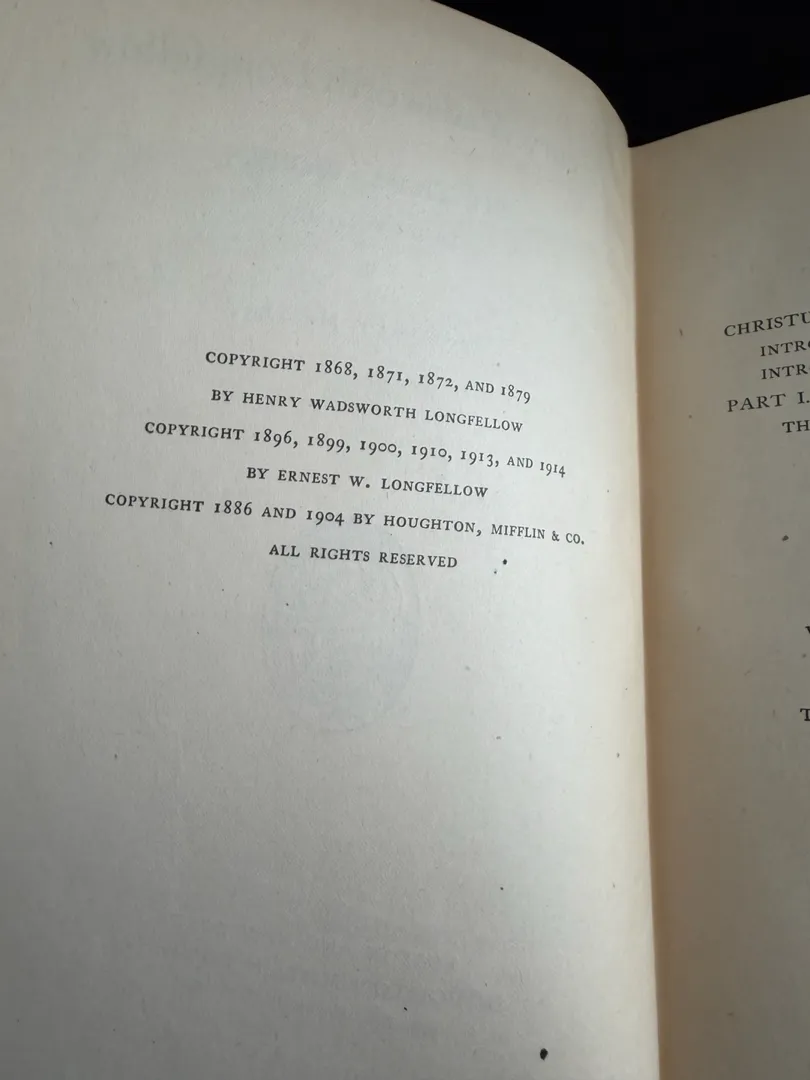 COPYRIGHT 1868, 1871, 1872, AND 1879
BY HENRY WADSWORTH LONGFELLOW
COPYRIGHT 1896, 1899, 1900, 1910, 1913, AND 1914
BY ERNEST W. LONGFELLOW
COPYRIGHT 1886 AND 1904 BY HOUGHTON, MIFFLIN & CO.
ALL RIGHTS RESERVED
CHRISTU
INTRO
INTR
PART I.
TH